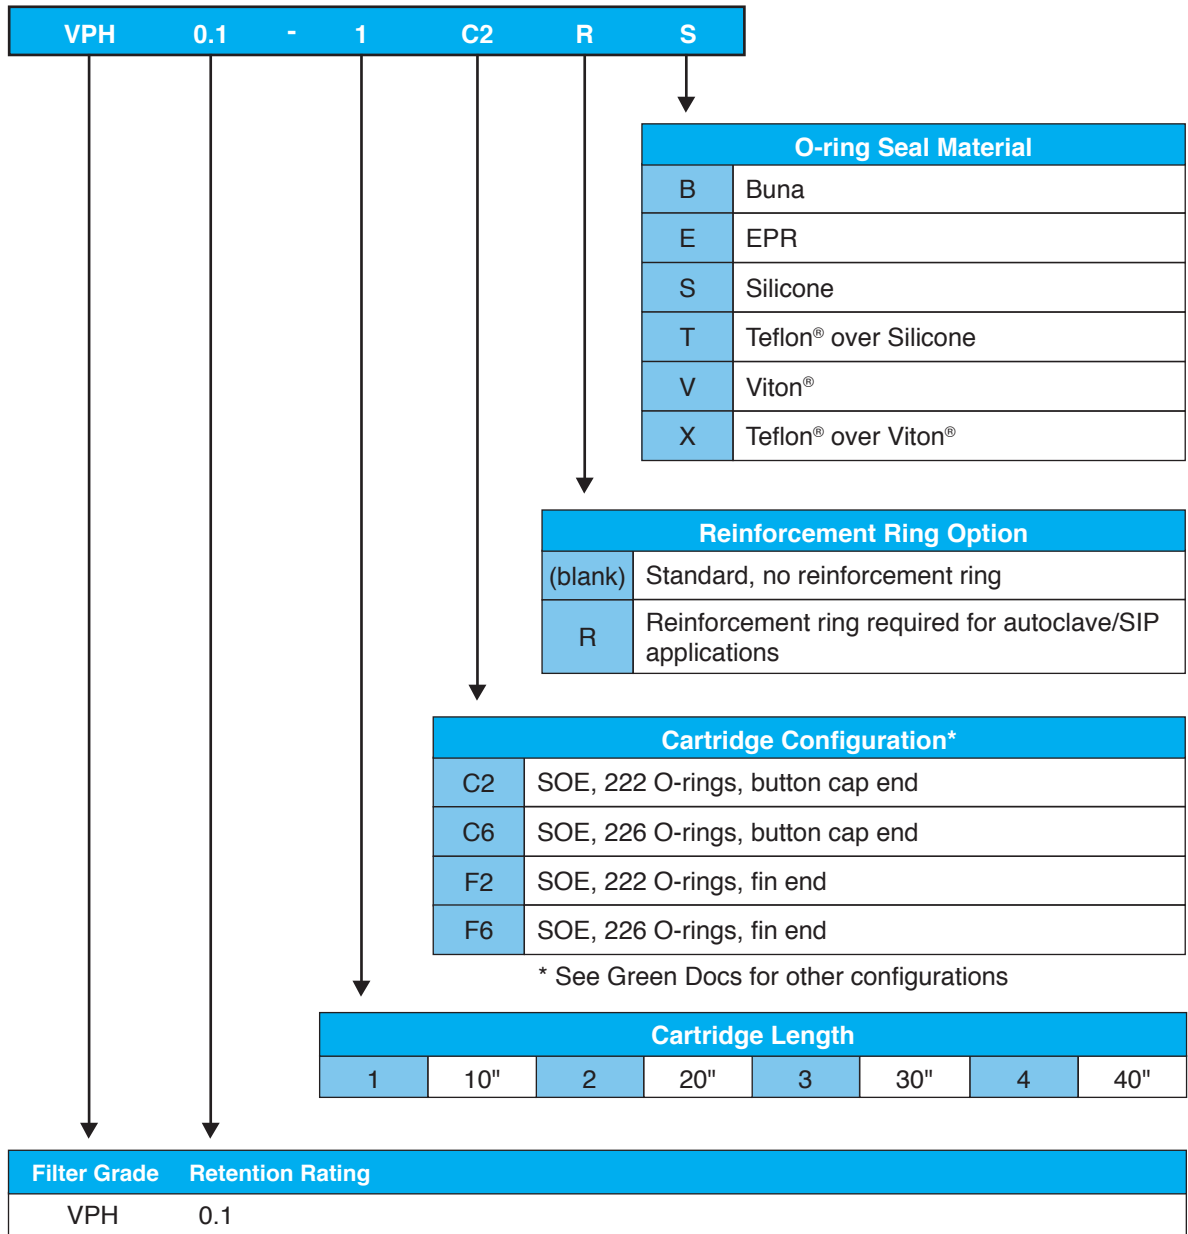 VPH 0.1 - 1 C2 R S
O-ring Seal Material
B Buna
E EPR
S Silicone
T Teflon® over Silicone
V Viton®
X Teflon® over Viton®
Reinforcement Ring Option
(blank) Standard, no reinforcement ring
R Reinforcement ring required for autoclave/SIP
applications
Cartridge Configuration*
C2 SOE, 222 O-rings, button cap end
C6 SOE, 226 O-rings, button cap end
F2 SOE, 222 O-rings, fin end
F6 SOE, 226 O-rings, fin end
* See Green Docs for other configurations
Cartridge Length
1 10" 2 20" 3 30" 4 40"
Filter Grade Retention Rating
VPH 0.1